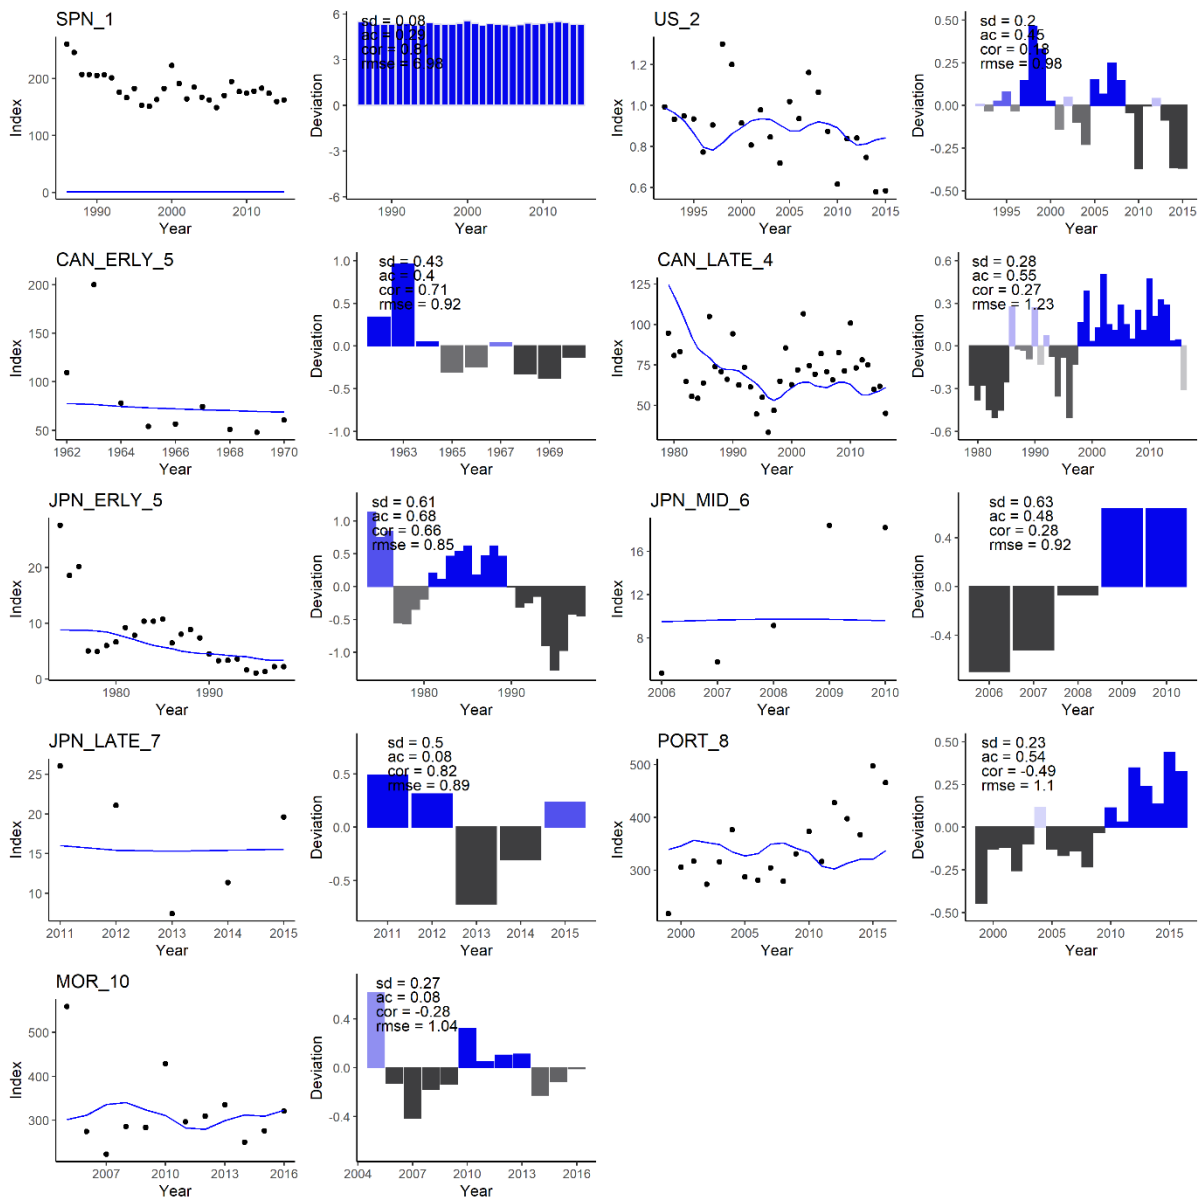 SPN_1
200
100
0
Index
1990
2000
2010
Year
6
3
0
-3
-6
Deviation
sd = 0.08
ac = 0.29
cor = 0.81
rmse = 6.98
1990
2000
2010
Year
US_2
1.2
1.0
0.8
0.6
Index
1995
2000
2005
2010
2015
Year
0.50
0.25
0.00
-0.25
-0.50
Deviation
sd = 0.2
ac = 0.45
rmse = 0.98
1995
2000
2005
2010
2015
Year
CAN_ERLY_5
200
150
100
50
Index
1962
1964
1966
1968
1970
Year
1.0
0.5
0.0
-0.5
-1.0
Deviation
sd = 0.43
ac = 0.4
cor = 0.71
rmse = 0.92
1963
1965
1967
1969
Year
CAN_LATE_4
125
100
75
50
Index
1980
1990
2000
2010
Year
0.6
0.3
0.0
-0.3
-0.6
Deviation
sd = 0.28
ac = 0.55
cor = 0.27
rmse = 1.23
1980
1990
2000
2010
Year
JPN_ERLY_5
20
10
0
Index
1980
1990
Year
1.0
0.5
0.0
-0.5
-1.0
Deviation
sd = 0.61
ac = 0.68
cor = 0.66
rmse = 0.85
1980
1990
Year
JPN_MID_6
16
12
8
Index
2006
2007
2008
2009
2010
Year
0.4
0.0
-0.4
Deviation
sd = 0.63
ac = 0.48
cor = 0.28
rmse = 0.92
2006
2007
2008
2009
2010
Year
JPN_LATE_7
25
20
15
10
Index
2011
2012
2013
2014
2015
Year
0.5
0.0
-0.5
Deviation
sd = 0.5
ac = 0.08
cor = 0.82
rmse = 0.89
2011
2012
2013
2014
2015
Year
PORT_8
500
400
300
Index
2000
2004
2008
2012
2016
Year
0.50
0.25
0.00
-0.25
-0.50
Deviation
sd = 0.23
ac = 0.54
cor = -0.49
rmse = 1.1
2000
2005
2010
2015
Year
MOR_10
500
400
300
Index
2007
2010
2013
2016
Year
0.4
0.0
-0.4
Deviation
sd = 0.27
ac = 0.08
cor = -0.28
rmse = 1.04
2004
2007
2010
2013
2016
Year